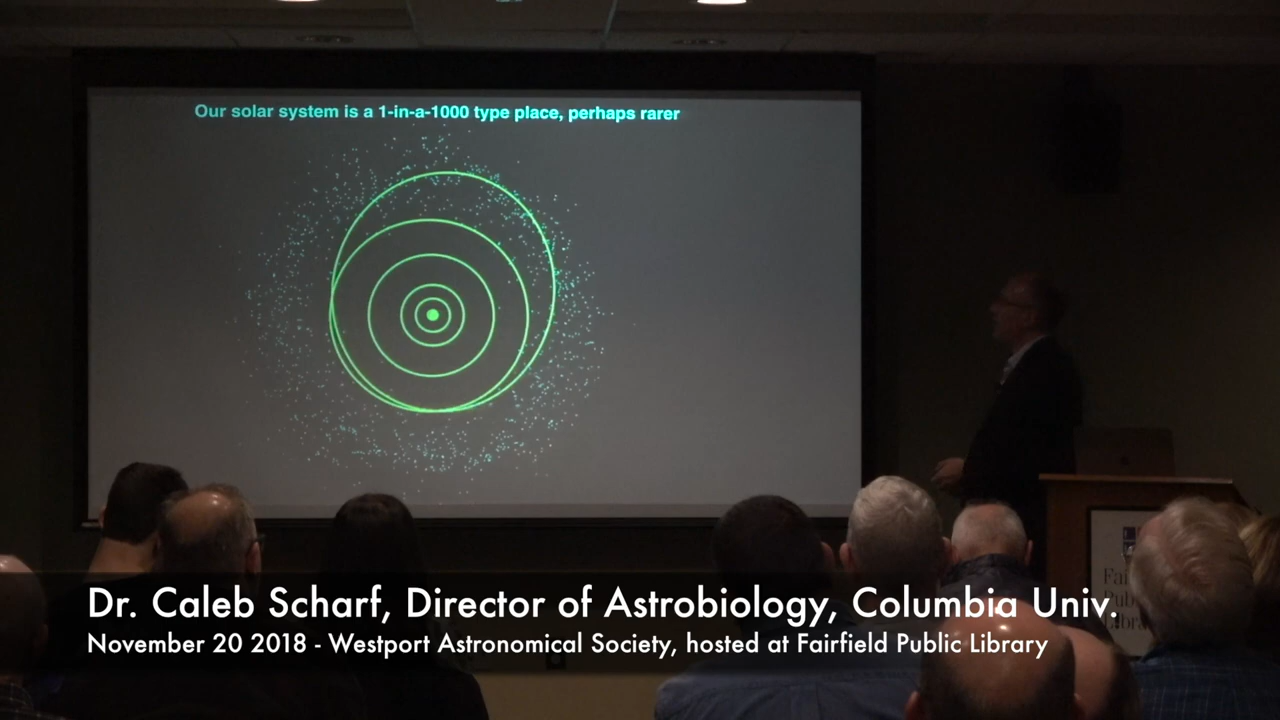 Our solar system is a 1-in-a-1000 type place, perhaps rarer
Dr. Caleb Scharf, Director of Astrobiology, Columbia Univ.
November 20 2018 - Westport Astronomical Society, hosted at Fairfield Public Library